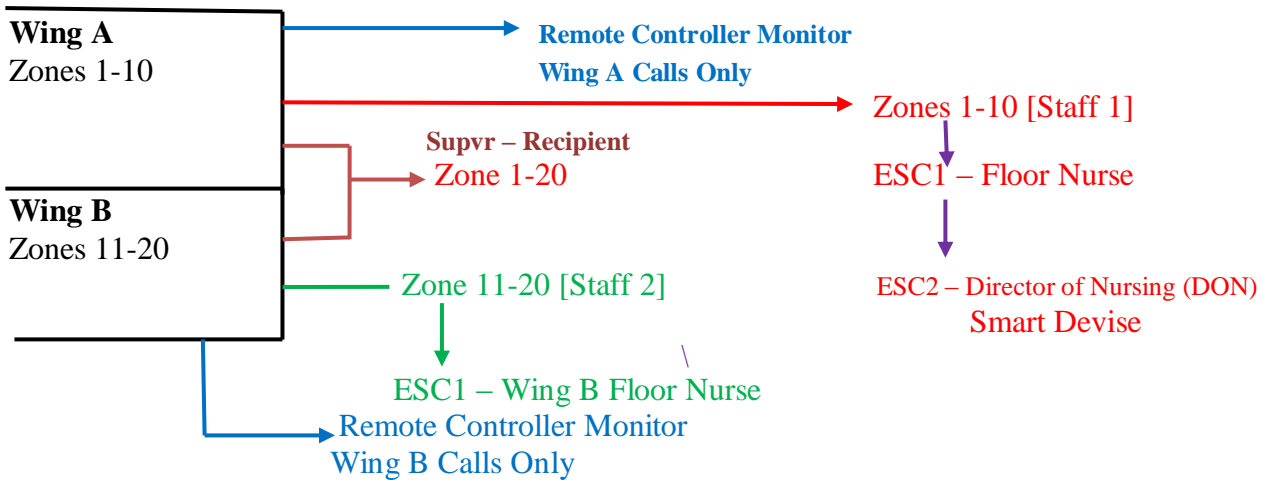 Wing A
Zones 1-10
Remote Controller Monitor
Wing A Calls Only
Zones 1-10 [Staff 1]
Supvr – Recipient
Zone 1-20
ESC1 – Floor Nurse
Wing B
Zones 11-20
Zone 11-20 [Staff 2]
ESC2 – Director of Nursing (DON)
Smart Devise
\
ESC1 – Wing B Floor Nurse
Remote Controller Monitor
Wing B Calls Only